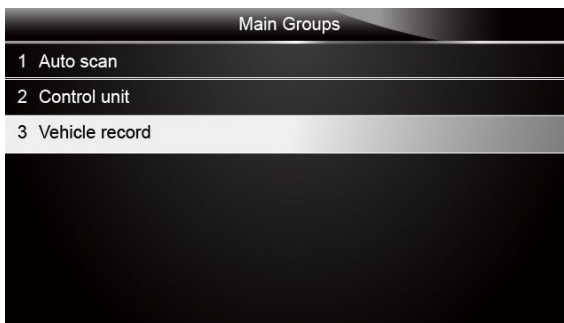 Main Groups
1 Auto scan
2 Control unit
3 Vehicle record